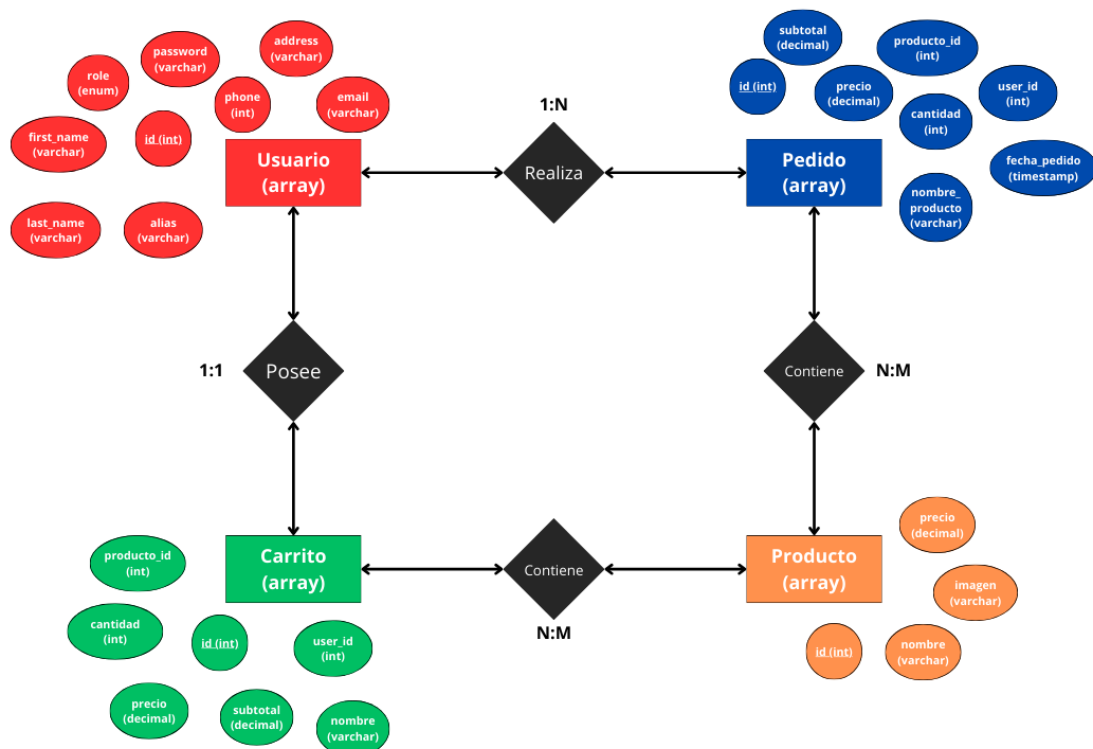 address
(varchar)
password
(varchar)
role
(enum)
phone
(int)
email
(varchar)
first_name
(varchar)
id (int)
last_name
(varchar)
alias
(varchar)
Usuario
(array)
1:N
Realiza
subtotal
(decimal)
producto_id
(int)
id (int)
precio
(decimal)
user_id
(int)
cantidad
(int)
fecha_pedido
(timestamp)
nombre_
producto
(varchar)
Pedido
(array)
1:1
Posee
Contiene
N:M
Carrito
(array)
producto_id
(int)
cantidad
(int)
id (int)
user_id
(int)
precio
(decimal)
subtotal
(decimal)
nombre
(varchar)
Contiene
N:M
Producto
(array)
precio
(decimal)
imagen
(varchar)
id (int)
nombre
(varchar)